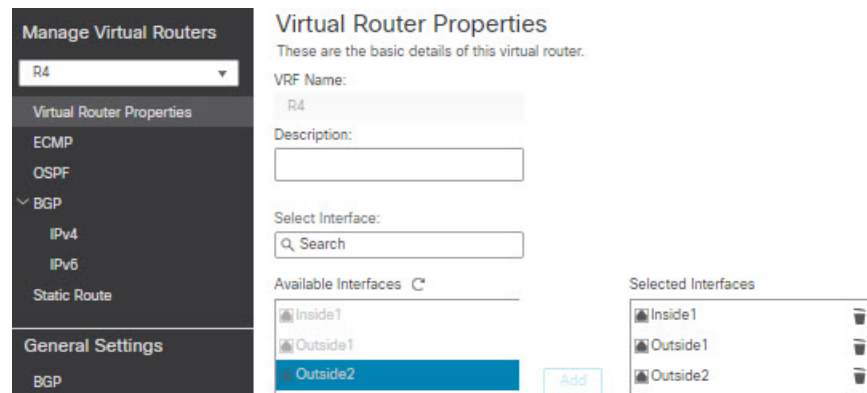 Manage Virtual Routers
R4
Virtual Router Properties
ECMP
OSPF
BGP
IPv4
IPv6
Static Route
General Settings
BGP
Virtual Router Properties
These are the basic details of this virtual router.
VRF Name:
R4
Description:
Select Interface:
Search
Available Interfaces
Inside1
Outside1
Outside2
Add
Selected Interfaces
Inside1
Outside1
Outside2